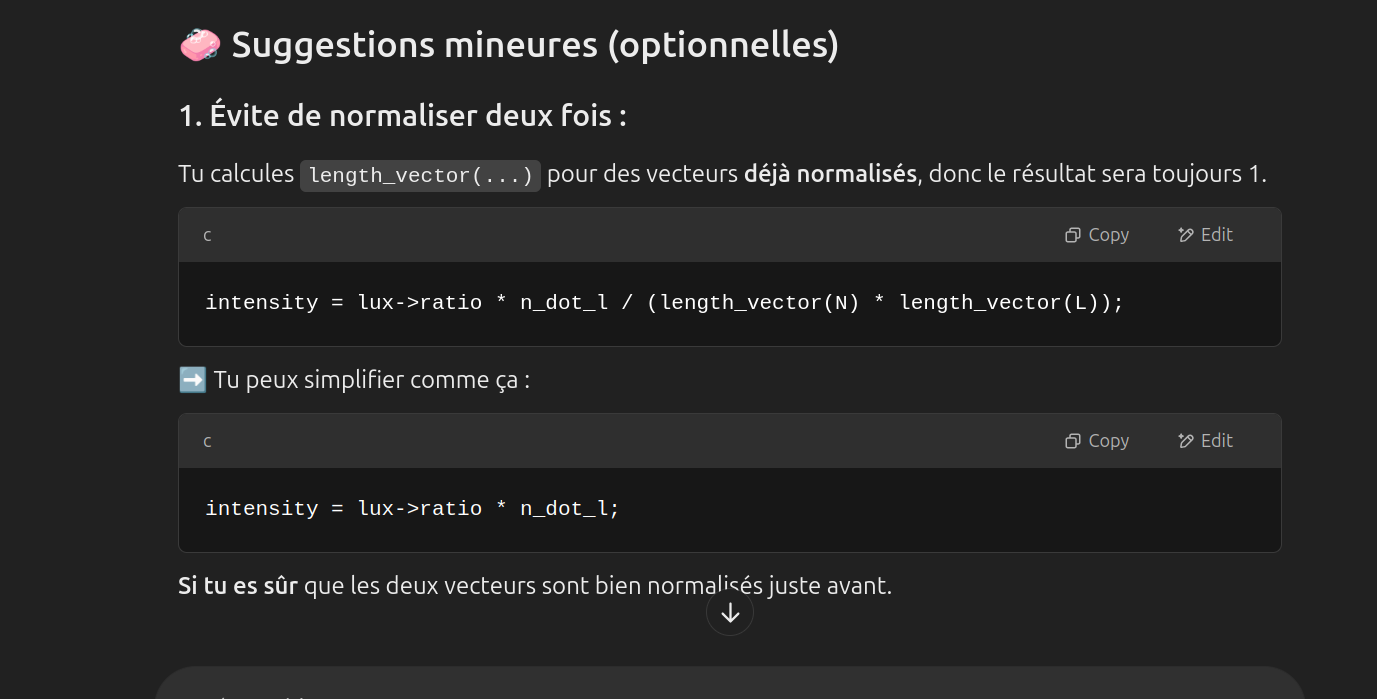 Suggestions mineures (optionnelles)
1. Évite de normaliser deux fois :
Tu calcules length_vector(...) pour des vecteurs déjà normalisés, donc le résultat sera toujours 1.
c Copy Edit
intensity = lux->ratio * n_dot_l / (length_vector(N) * length_vector(L));
Tu peux simplifier comme ça :
c Copy Edit
intensity = lux->ratio * n_dot_l;
Si tu es sûr que les deux vecteurs sont bien normalisés juste avant.